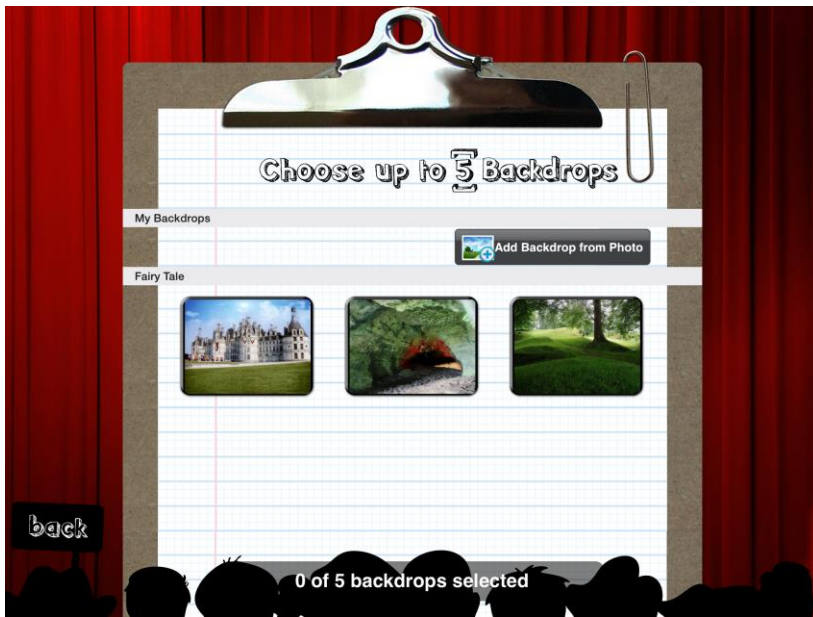 Choose up to 5 Backdrops
My Backdrops
Add Backdrop from Photo
Fairy Tale
back
0 of 5 backdrops selected